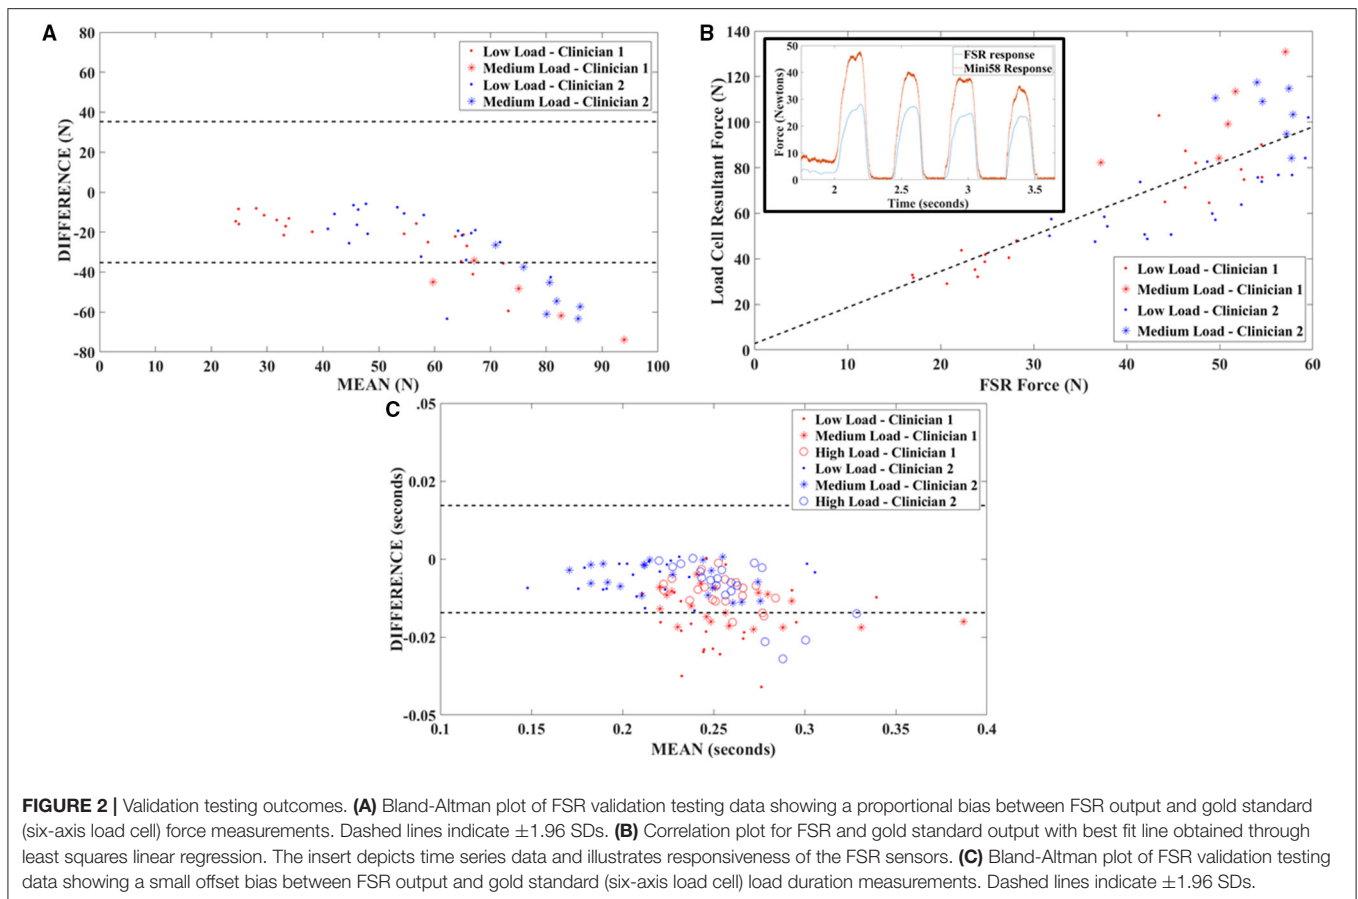 A
80
60
40
20
0
-20
-40
-60
-80
0 10 20 30 40 50 60 70 80 90 100
DIFFERENCE (N)
MEAN (N)
Low Load - Clinician 1
Medium Load - Clinician 1
Low Load - Clinician 2
Medium Load - Clinician 2
B
140
120
100
80
60
40
20
0
0 10 20 30 40 50 60
Load Cell Resultant Force (N)
FSR Force (N)
50
40
30
20
10
0
2 2.5 3 3.5
Force (Newtons)
Time (seconds)
FSR response
Mini58 Response
Low Load - Clinician 1
Medium Load - Clinician 1
Low Load - Clinician 2
Medium Load - Clinician 2
C
.05
0.02
0
-0.02
-0.05
0.1 0.15 0.2 0.25 0.3 0.35 0.4
DIFFERENCE (seconds)
MEAN (seconds)
Low Load - Clinician 1
Medium Load - Clinician 1
High Load - Clinician 1
Low Load - Clinician 2
Medium Load - Clinician 2
High Load - Clinician 2
FIGURE 2 | Validation testing outcomes. (A) Bland-Altman plot of FSR validation testing data showing a proportional bias between FSR output and gold standard
(six-axis load cell) force measurements. Dashed lines indicate ±1.96 SDs. (B) Correlation plot for FSR and gold standard output with best fit line obtained through
least squares linear regression. The insert depicts time series data and illustrates responsiveness of the FSR sensors. (C) Bland-Altman plot of FSR validation testing
data showing a small offset bias between FSR output and gold standard (six-axis load cell) load duration measurements. Dashed lines indicate ±1.96 SDs.